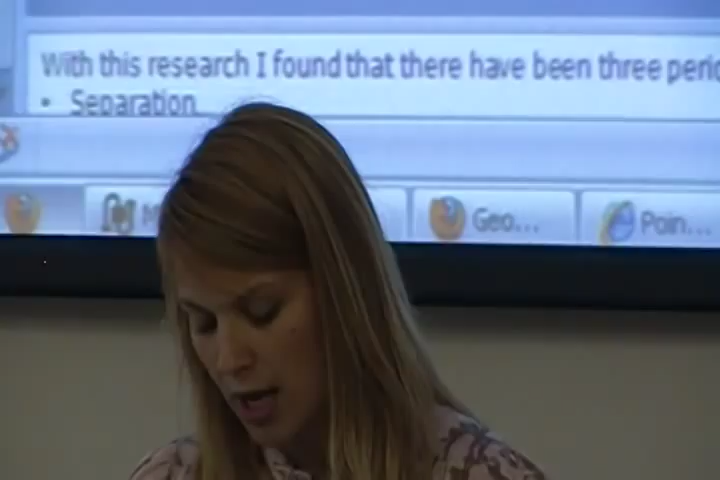 With this research I found that there have been three perio
• Separation
Geo... Poin...